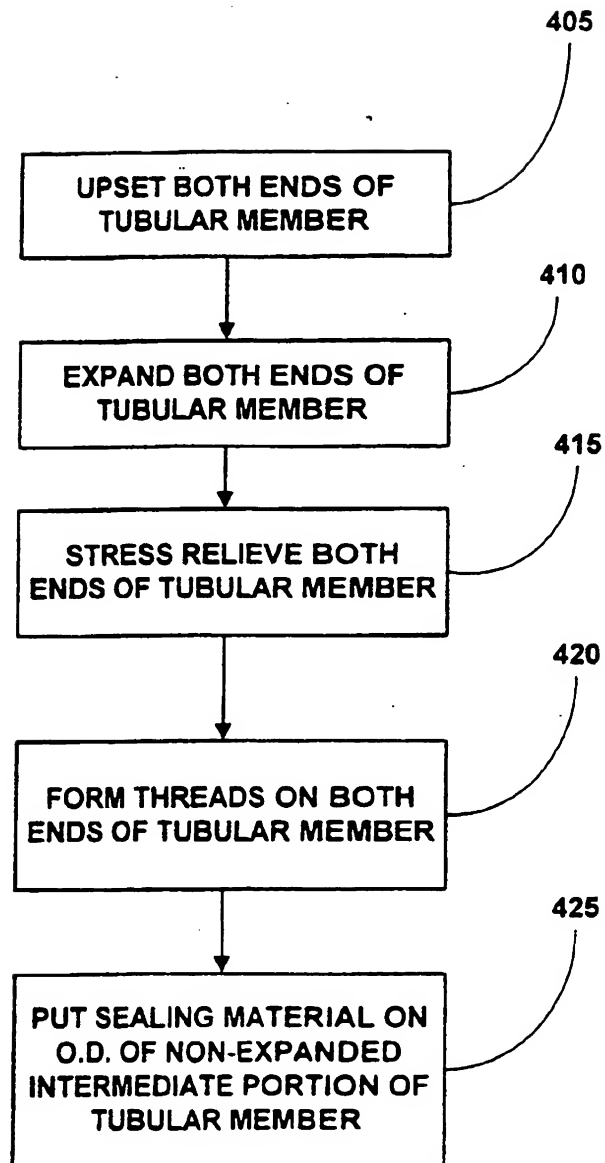 405
UPSET BOTH ENDS OF
TUBULAR MEMBER
410
EXPAND BOTH ENDS OF
TUBULAR MEMBER
415
STRESS RELIEVE BOTH
ENDS OF TUBULAR MEMBER
420
FORM THREADS ON BOTH
ENDS OF TUBULAR MEMBER
425
PUT SEALING MATERIAL ON
O.D. OF NON-EXPANDED
INTERMEDIATE PORTION OF
TUBULAR MEMBER